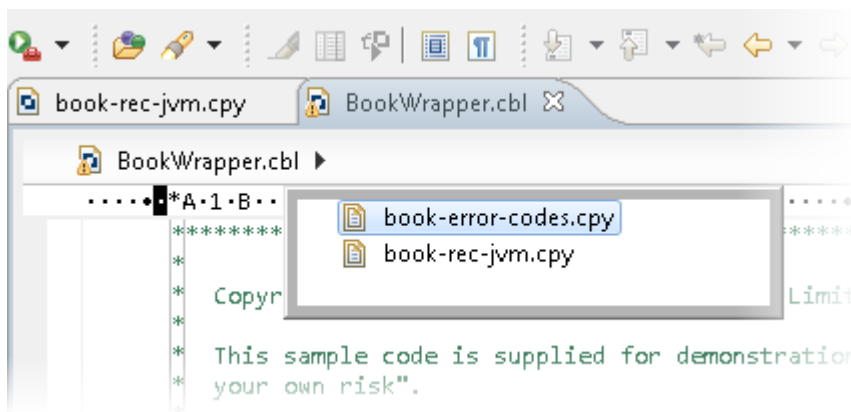 book-rec-jvm.cpy
BookWrapper.cbl
BookWrapper.cbl
*A·1·B··
book-error-codes.cpy
book-rec-jvm.cpy
*
* Copyr Limi
*
* This sample code is supplied for demonstration
* your own risk".